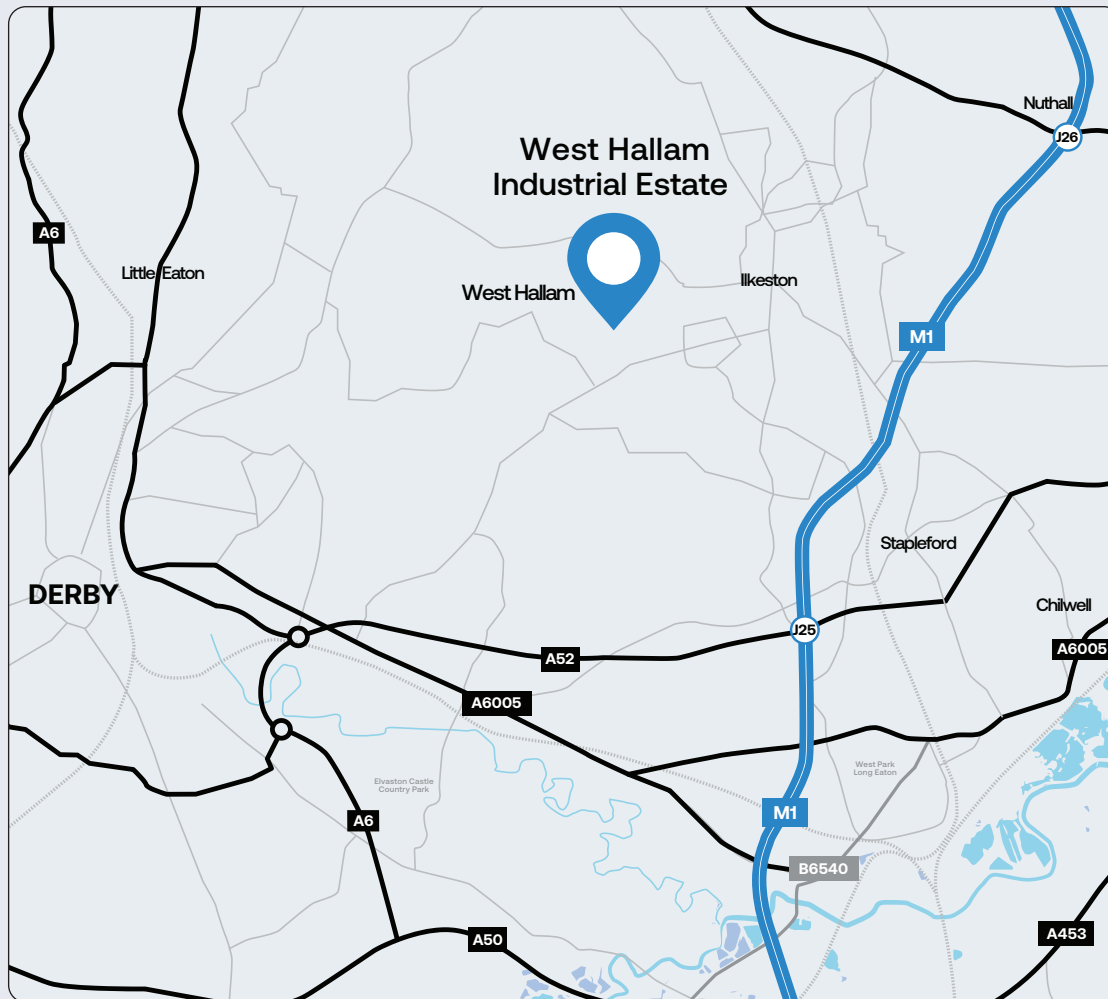 Nuthall
J26
West Hallam
Industrial Estate
A6
Little Eaton
West Hallam
Ilkeston
M1
Stapleford
DERBY
Chilwell
J25
A6005
A52
A6005
West Park
Long Eaton
Elvaston Castle
Country Park
M1
A6
B6540
A50
A453